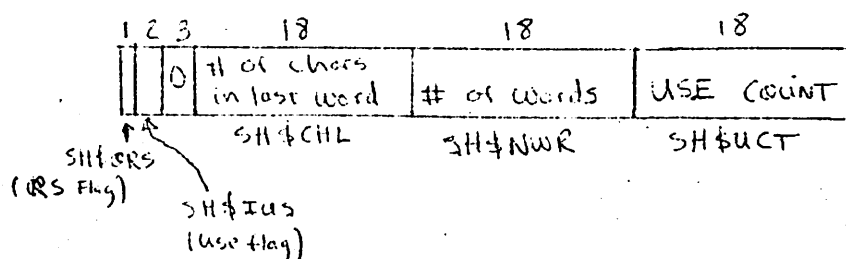 1 2 3 18 18 18
0 # of chars in last word # of words USE COUNT
SH$CHL SH$NWR SH$UCT
SH$QRS
(QRS Flag)
SH$IUS
(use flag)